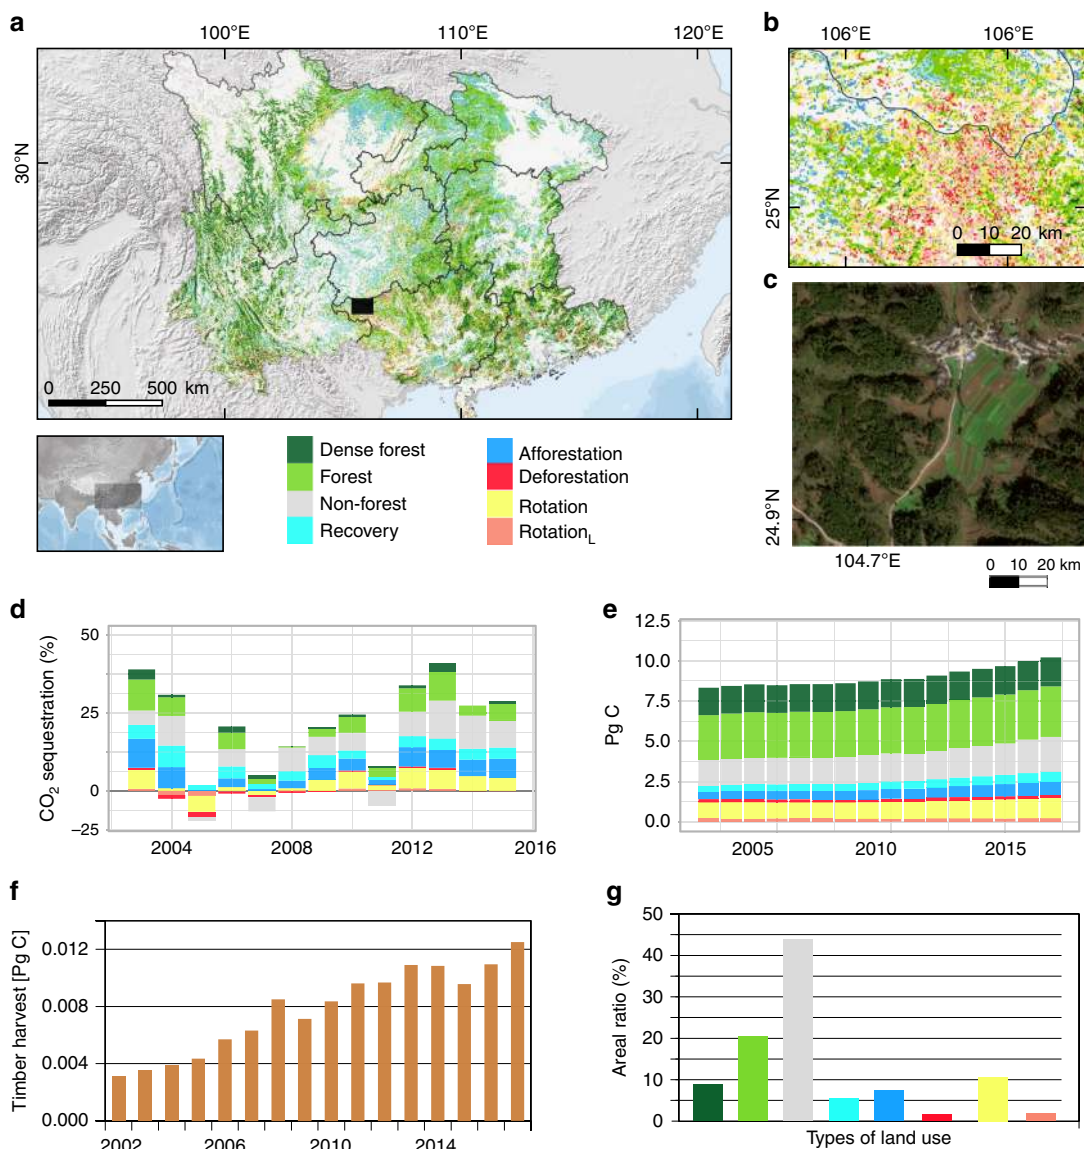 a
100°E
110°E
120°E
30°N
0 250 500 km
b
106°E 106°E
25°N
0 10 20 km
c
24.9°N
104.7°E
0 10 20 km
Dense forest
Forest
Non-forest
Recovery
Afforestation
Deforestation
Rotation
RotationL
d
CO2 sequestration (%)
50
25
0
−25
2004 2008 2012 2016
e
Pg C
12.5
10.0
7.5
5.0
2.5
0.0
2005 2010 2015
f
Timber harvest [Pg C]
0.012
0.008
0.004
0.000
2002 2006 2010 2014
g
Areal ratio (%)
50
40
30
20
10
0
Types of land use